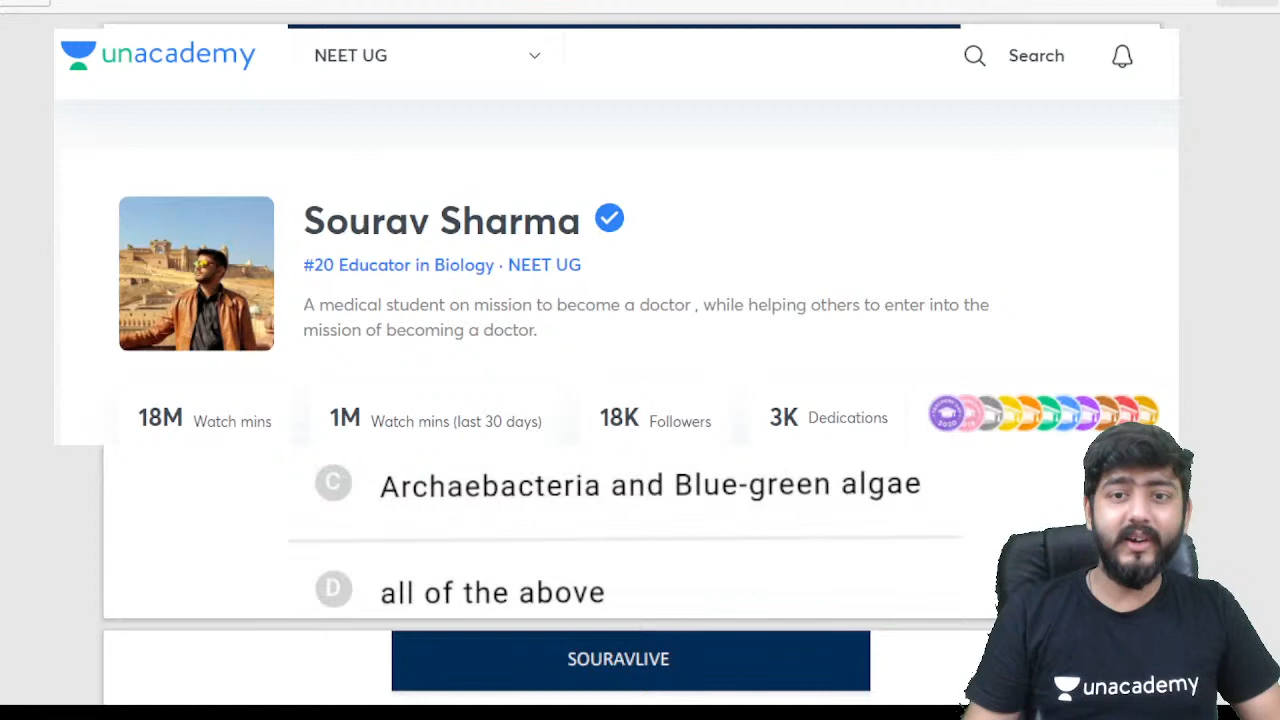 unacademy
NEET UG
Search
Sourav Sharma
#20 Educator in Biology · NEET UG
A medical student on mission to become a doctor , while helping others to enter into the
mission of becoming a doctor.
18M Watch mins
1M Watch mins (last 30 days)
18K Followers
3K Dedications
C Archaebacteria and Blue-green algae
D all of the above
SOURAVLIVE
unacademy